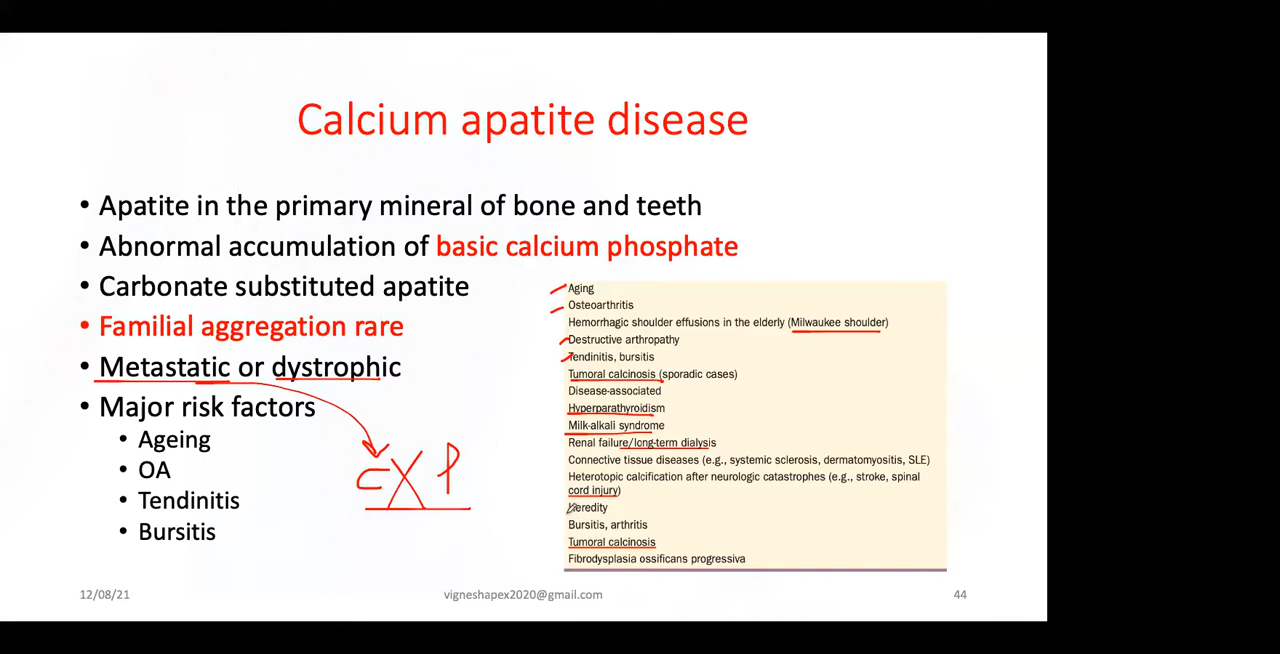 Calcium apatite disease
• Apatite in the primary mineral of bone and teeth
• Abnormal accumulation of basic calcium phosphate
• Carbonate substituted apatite
• Familial aggregation rare
• Metastatic or dystrophic
• Major risk factors
• Ageing
• OA
• Tendinitis
• Bursitis
C X P
Aging
Osteoarthritis
Hemorrhagic shoulder effusions in the elderly (Milwaukee shoulder)
Destructive arthropathy
Tendinitis, bursitis
Tumoral calcinosis (sporadic cases)
Disease-associated
Hyperparathyroidism
Milk-alkali syndrome
Renal failure/long-term dialysis
Connective tissue diseases (e.g., systemic sclerosis, dermatomyositis, SLE)
Heterotopic calcification after neurologic catastrophes (e.g., stroke, spinal
cord injury)
Heredity
Bursitis, arthritis
Tumoral calcinosis
Fibrodysplasia ossificans progressiva
12/08/21
vigneshapex2020@gmail.com
44